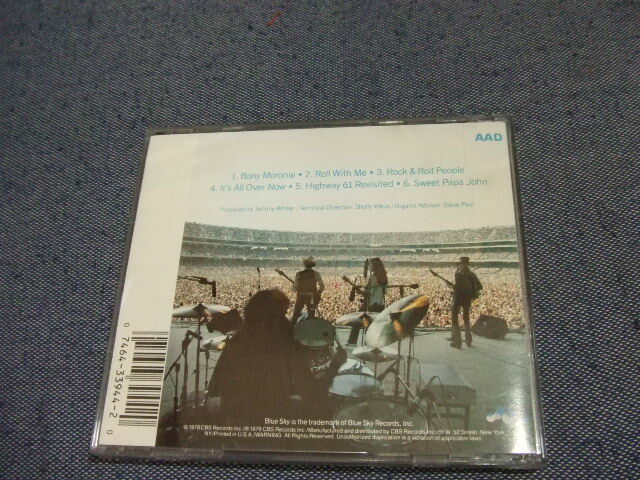 AAD
1. Bony Moronie • 2. Roll With Me • 3. Rock & Roll People
4. It's All Over Now • 5. Highway 61 Revisited • 6. Sweet Papa John
Produced by Johnny Winter / Technical Direction: Shelly Yakus / Organic Advisor: Steve Paul
0 7464-33944-2 0
Blue Sky is the trademark of Blue Sky Records, Inc.
© 1976 CBS Records Inc./℗ 1976 CBS Records Inc./Manufactured and distributed by CBS Records Inc./51 W. 52 Street, New York,
NY/Printed in U.S.A./WARNING: All Rights Reserved. Unauthorized duplication is a violation of applicable laws.